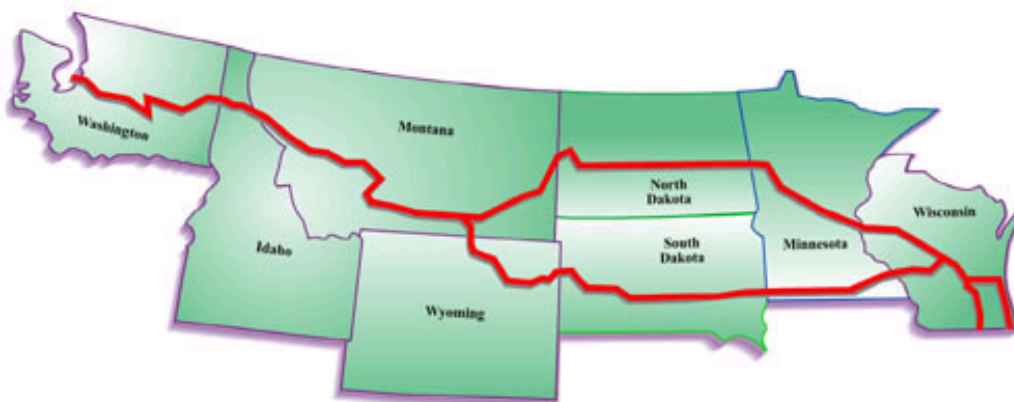 Washington
Montana
North
Dakota
Wisconsin
Idaho
South
Dakota
Minnesota
Wyoming